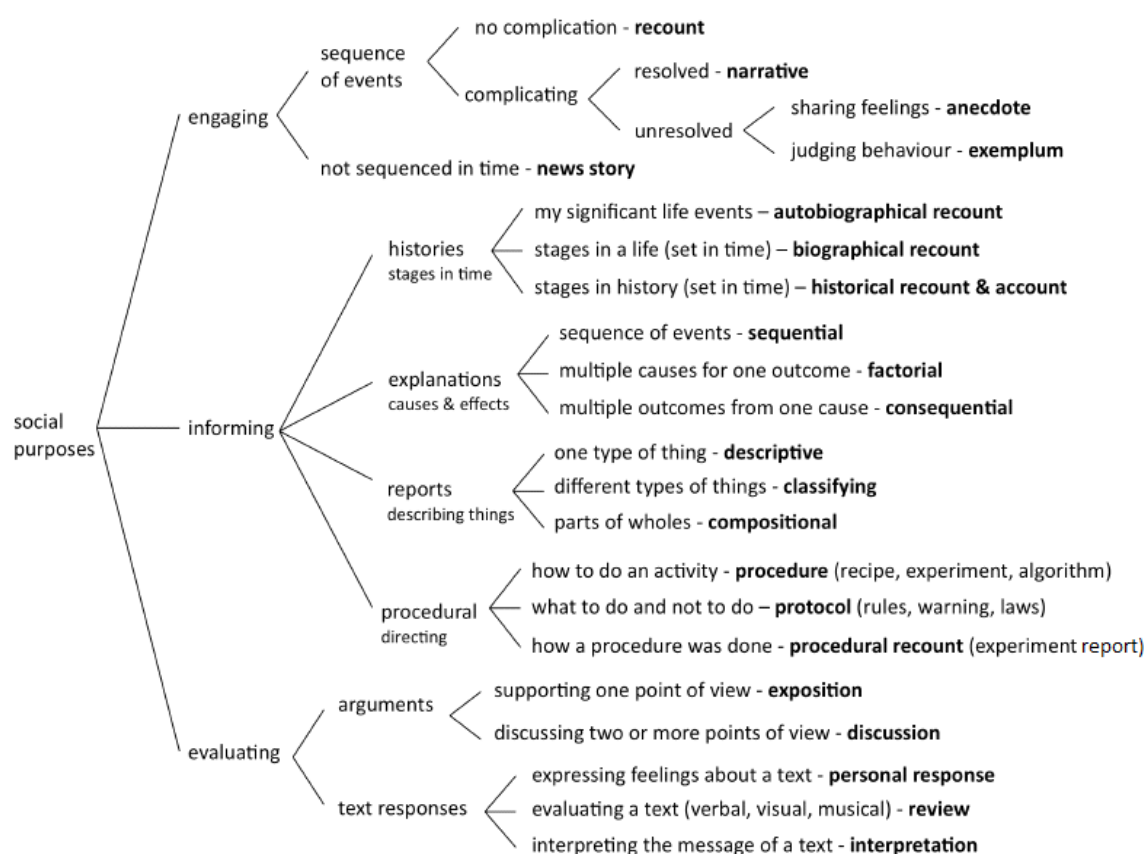 no complication - recount
sequence
of events
resolved - narrative
complicating
sharing feelings - anecdote
engaging
unresolved
judging behaviour - exemplum
not sequenced in time - news story
my significant life events – autobiographical recount
histories
stages in time
stages in a life (set in time) – biographical recount
stages in history (set in time) – historical recount & account
sequence of events - sequential
explanations
causes & effects
multiple causes for one outcome - factorial
multiple outcomes from one cause - consequential
social
purposes
informing
one type of thing - descriptive
reports
describing things
different types of things - classifying
parts of wholes - compositional
how to do an activity - procedure (recipe, experiment, algorithm)
procedural
directing
what to do and not to do – protocol (rules, warning, laws)
how a procedure was done - procedural recount (experiment report)
supporting one point of view - exposition
arguments
discussing two or more points of view - discussion
evaluating
expressing feelings about a text - personal response
text responses
evaluating a text (verbal, visual, musical) - review
interpreting the message of a text - interpretation